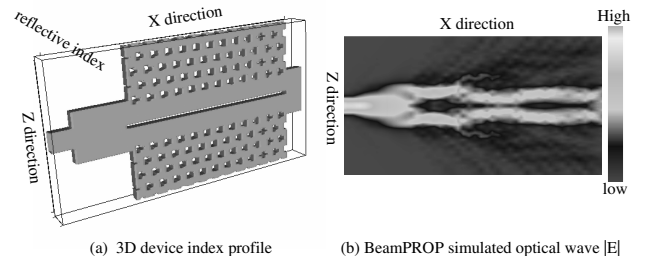 X direction
reflective index
Z direction
(a) 3D device index profile
X direction
Z direction
High
low
(b) BeamPROP simulated optical wave |E|